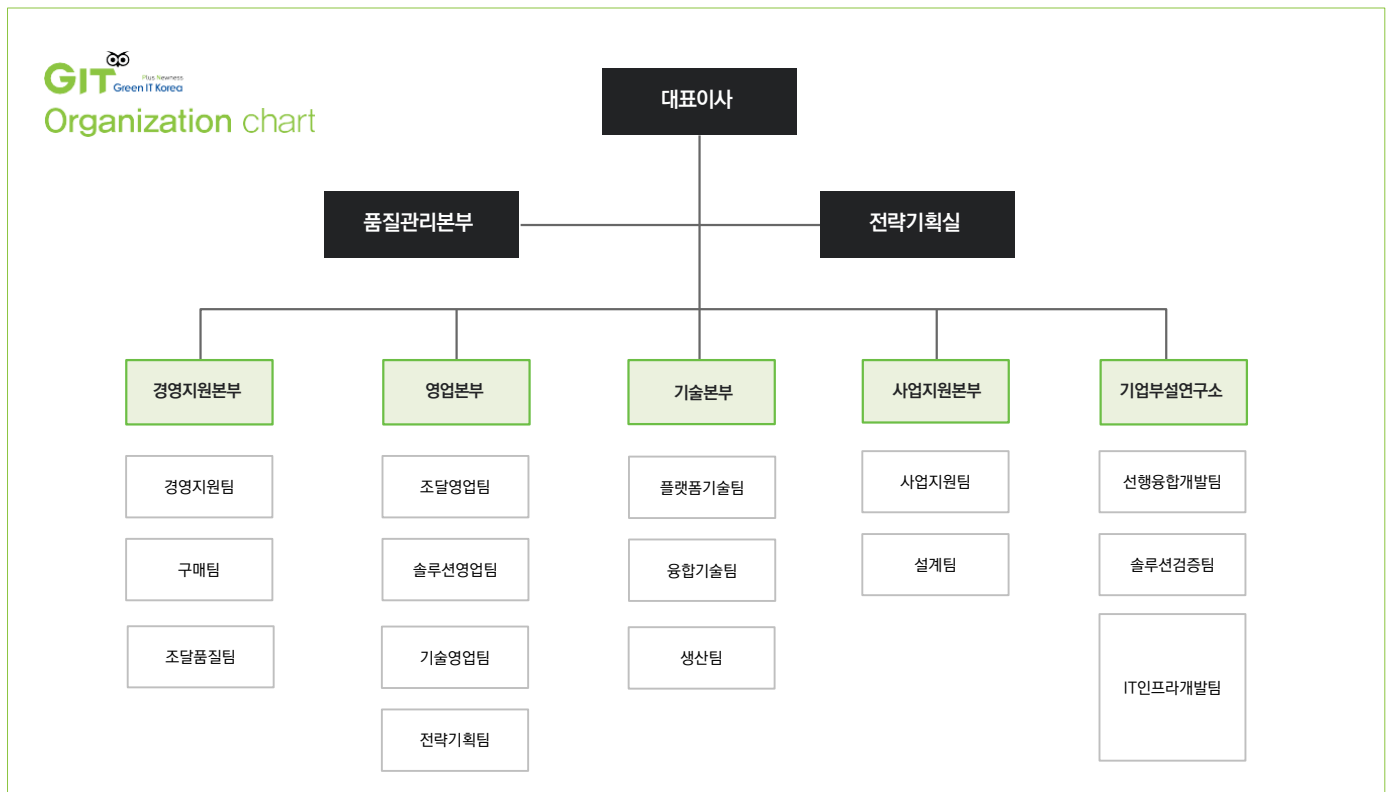 GIT
Plus Newness
Green IT Korea
Organization chart
대표이사
품질관리본부
전략기획실
경영지원본부
영업본부
기술본부
사업지원본부
기업부설연구소
경영지원팀
조달영업팀
플랫폼기술팀
사업지원팀
선행융합개발팀
구매팀
솔루션영업팀
융합기술팀
설계팀
솔루션검증팀
조달품질팀
기술영업팀
생산팀
IT인프라개발팀
전략기획팀